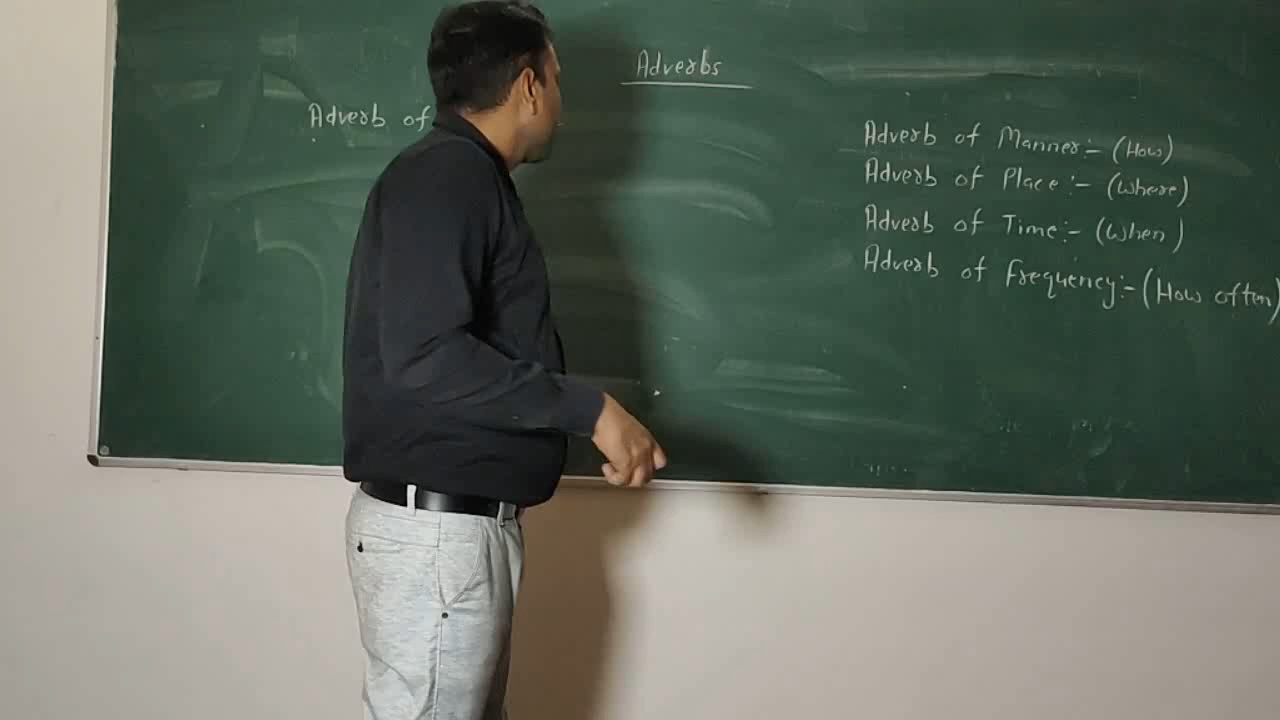 Adverbs
Adverb of
Adverb of Manner:- (How)
Adverb of Place:- (Where)
Adverb of Time:- (When)
Adverb of Frequency:- (How often)